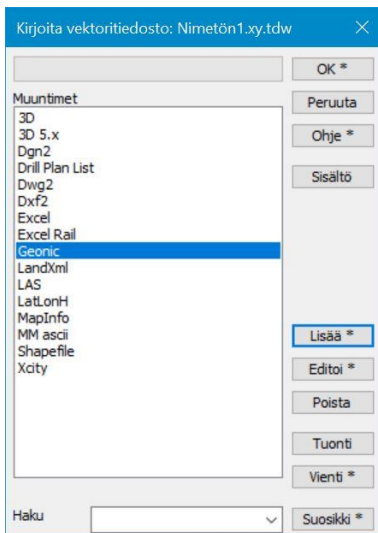 Kirjoita vektoritiedosto: Nimetön1.xy.tdw
OK *
Muuntimet
Peruuta
3D
3D 5.x
Ohje *
Dgn2
Drill Plan List
Sisältö
Dwg2
Dxf2
Excel
Excel Rail
Geonic
LandXml
LAS
LatLonH
MapInfo
MM ascii
Lisää *
Shapefile
Xcity
Editoi *
Poista
Tuonti
Vienti *
Haku
Suosikki *